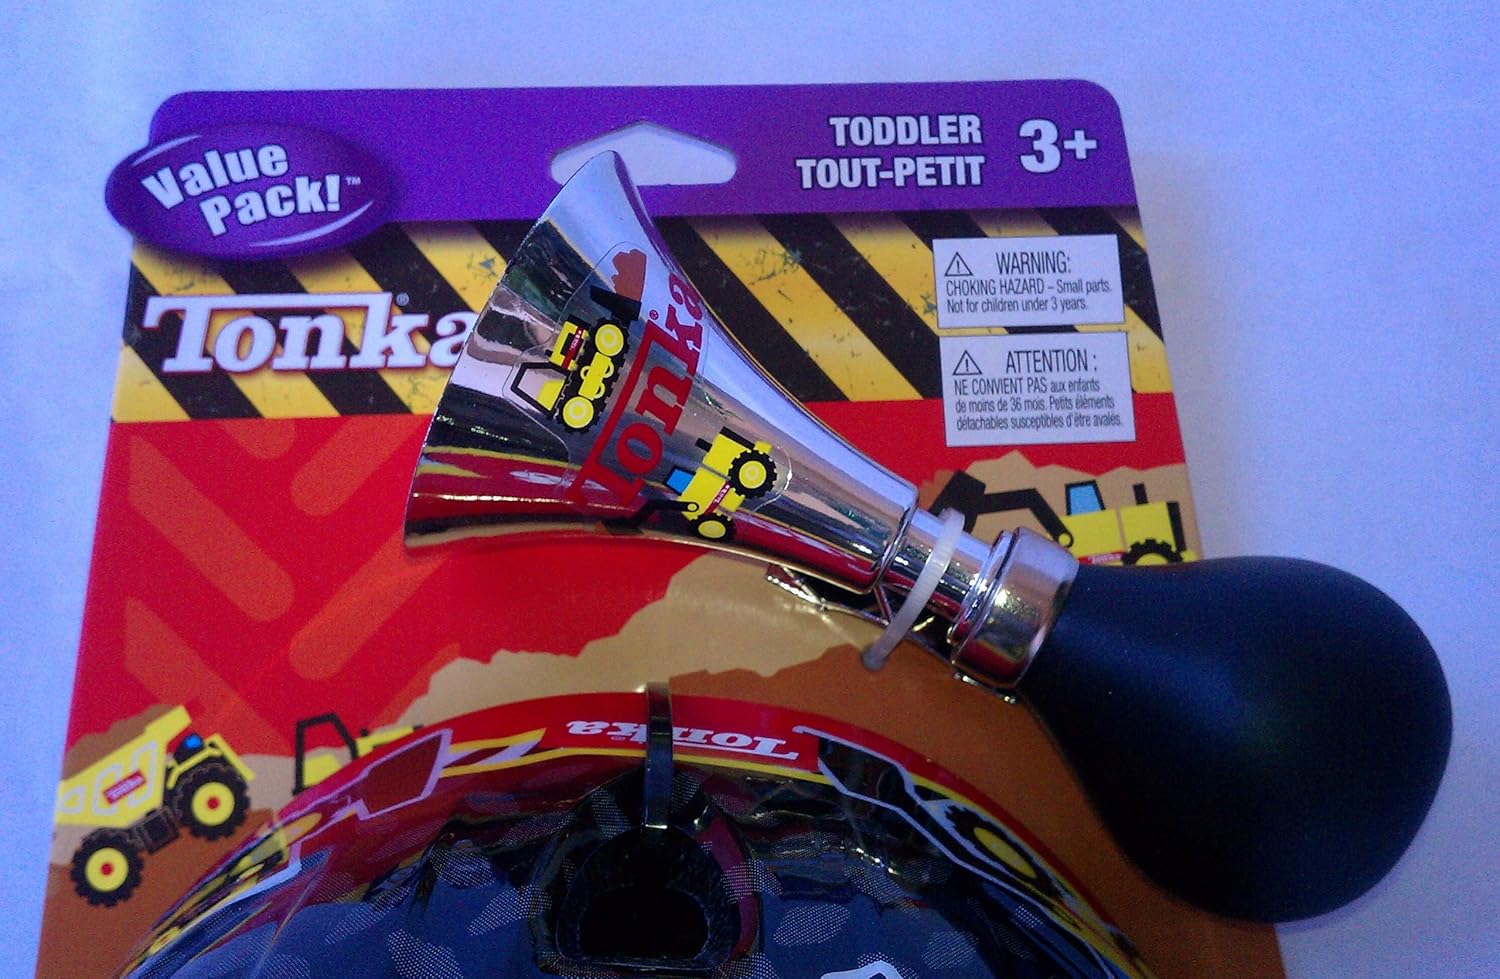 Value
Pack!™
TODDLER
TOUT-PETIT
3+
Tonka®
WARNING:
CHOKING HAZARD – Small parts.
Not for children under 3 years.
ATTENTION :
NE CONVIENT PAS aux enfants
de moins de 36 mois. Petits éléments
détachables susceptibles d'être avalés.
Tonka®
Tonka